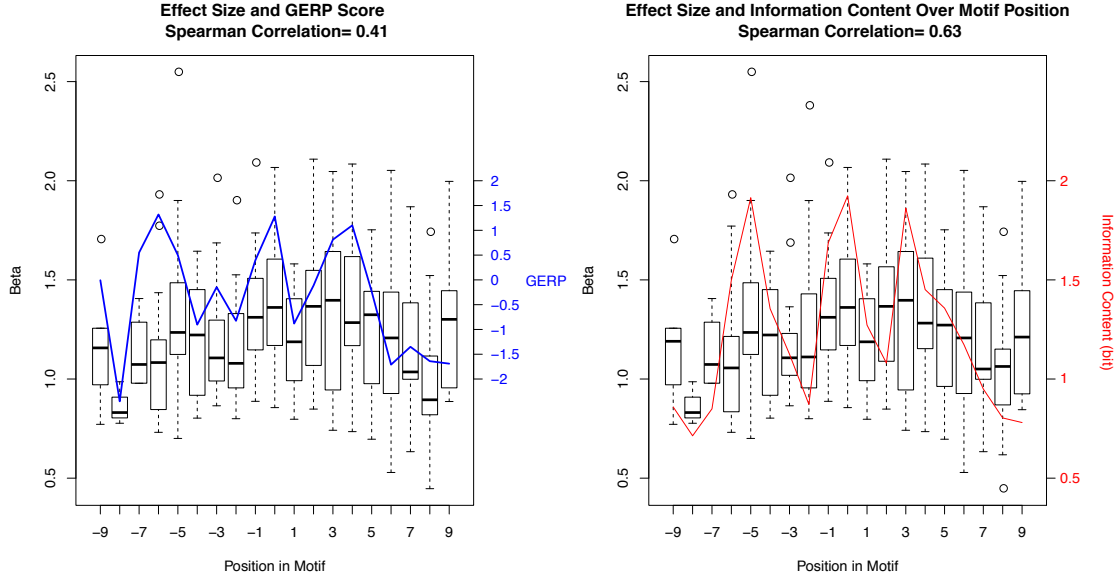 Effect Size and GERP Score
Spearman Correlation= 0.41
2.5
2.0
1.5
1.0
0.5
Beta
2
1.5
1
0.5
0
−0.5
−1
−1.5
−2
GERP
−9 −7 −5 −3 −1 1 3 5 7 9
Position in Motif
Effect Size and Information Content Over Motif Position
Spearman Correlation= 0.63
2.5
2.0
1.5
1.0
0.5
Beta
2
1.5
1
0.5
Information Content (bit)
−9 −7 −5 −3 −1 1 3 5 7 9
Position in Motif